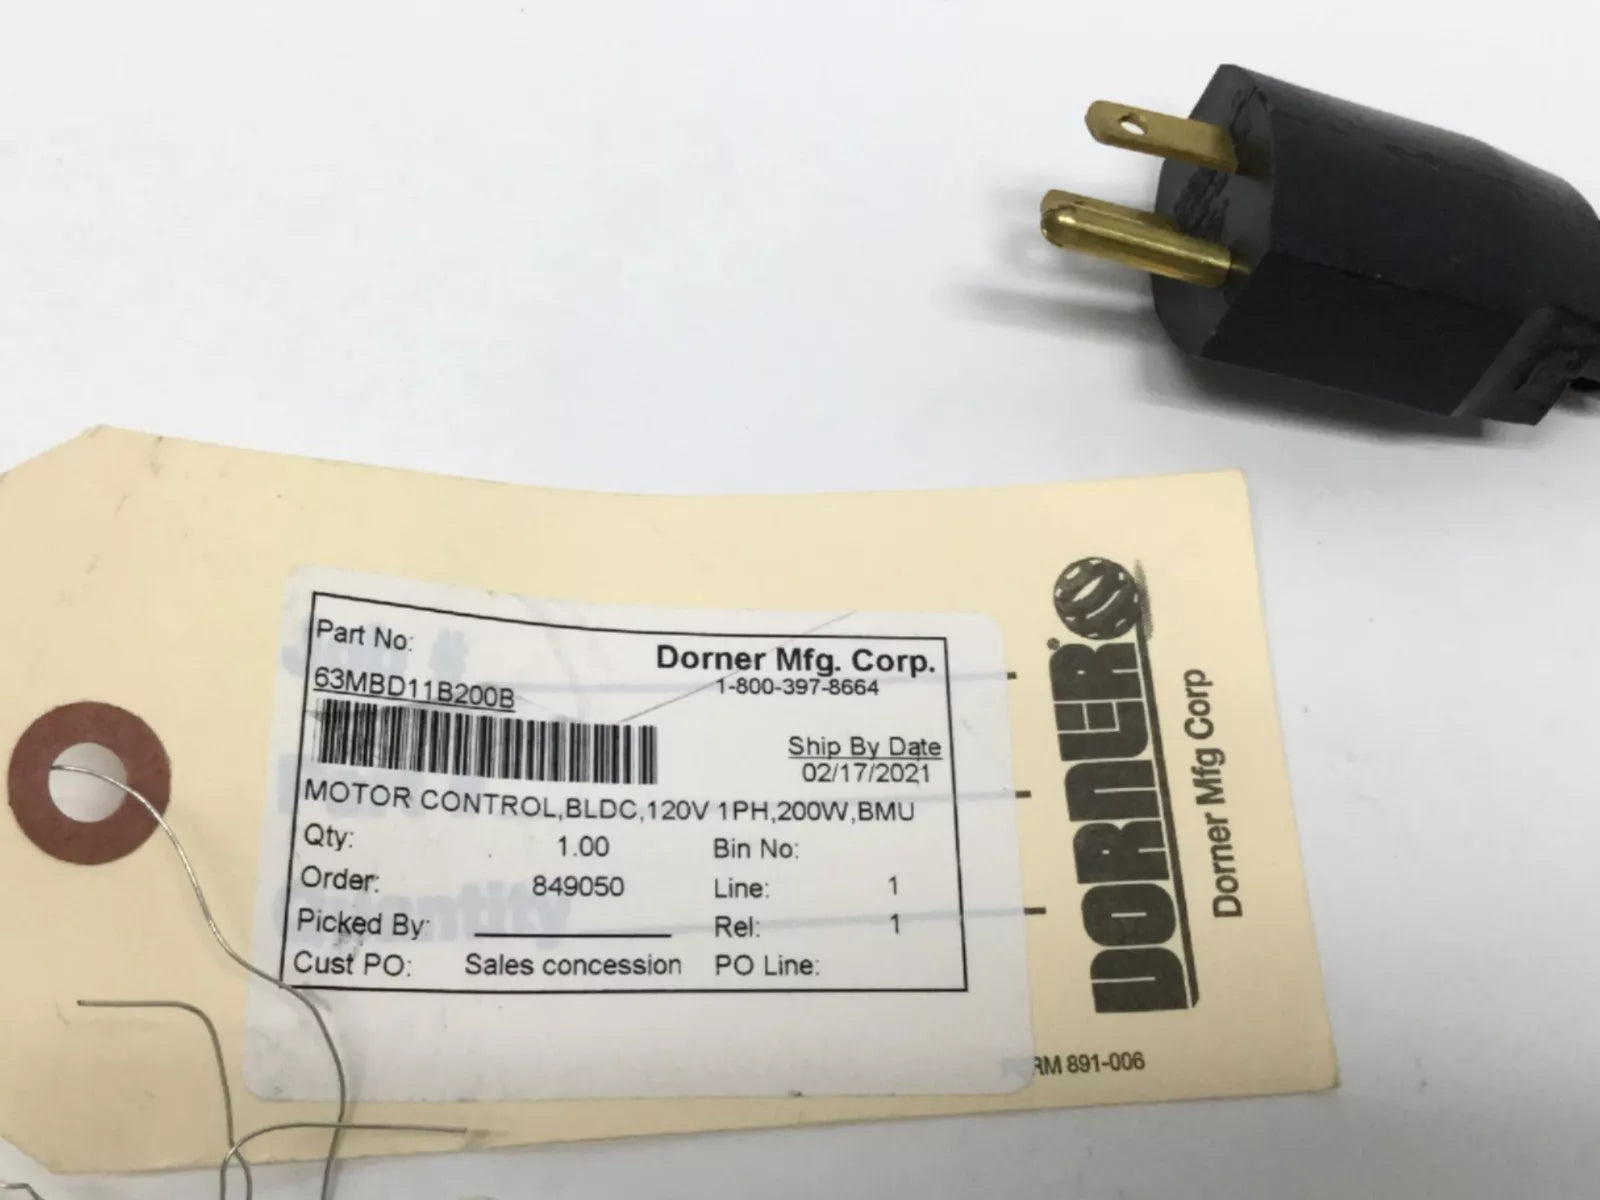 Part No:
Dorner Mfg. Corp.
63MBD11B200B
1-800-397-8664
Ship By Date
02/17/2021
MOTOR CONTROL,BLDC,120V 1PH,200W,BMU
Qty: 1.00 Bin No:
Order: 849050 Line: 1
Picked By: Rel: 1
Cust PO: Sales concession PO Line:
Quantity
DORNER®
Dorner Mfg Corp
RM 891-006